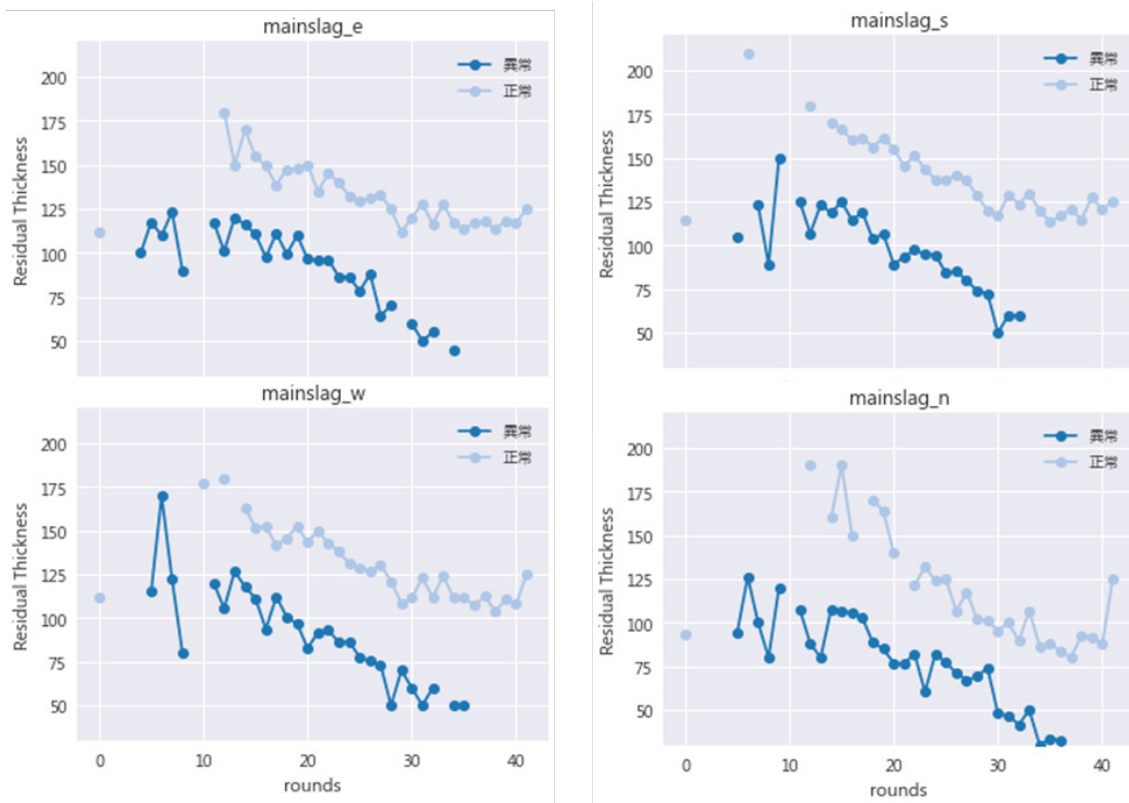 mainslag_e
異常
正常
200
175
150
125
100
75
50
Residual Thickness
mainslag_s
異常
正常
200
175
150
125
100
75
50
Residual Thickness
mainslag_w
異常
正常
200
175
150
125
100
75
50
Residual Thickness
0 10 20 30 40
rounds
mainslag_n
異常
正常
200
175
150
125
100
75
50
Residual Thickness
0 10 20 30 40
rounds